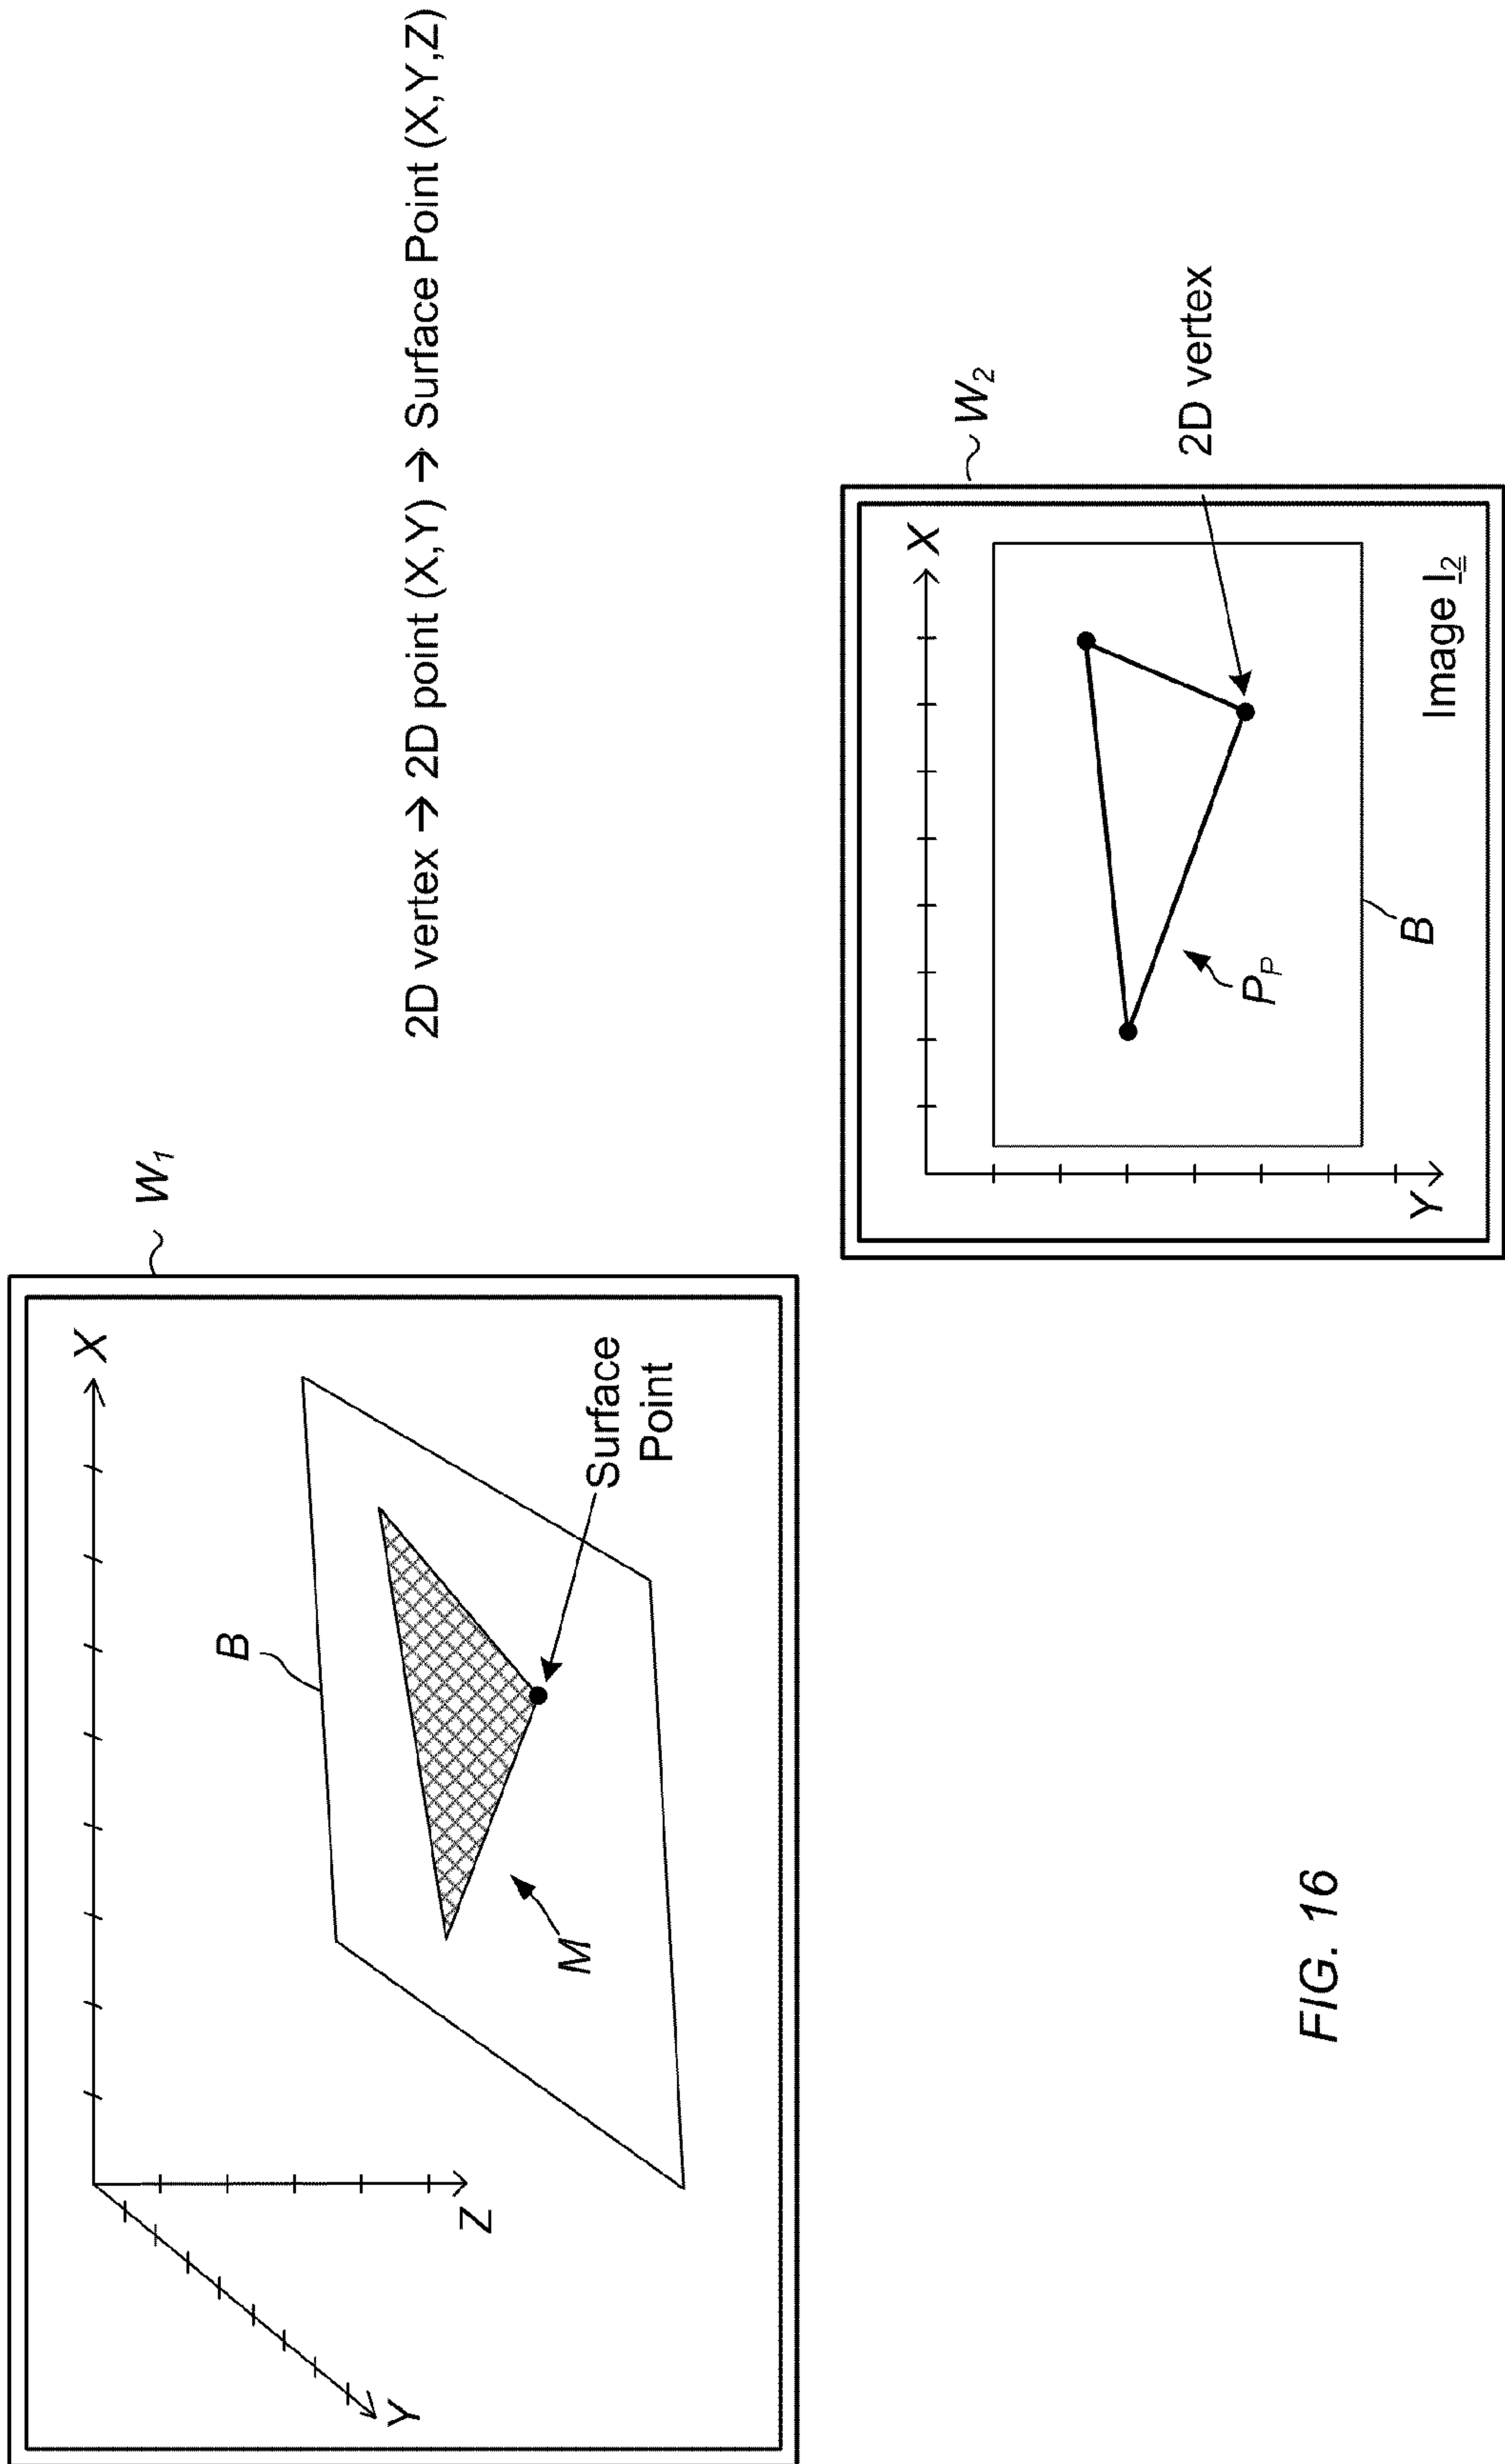 W1
X
B
Surface
Point
M
Z
Y
2D vertex → 2D point (X,Y) → Surface Point (X,Y,Z)
W2
X
2D vertex
PP
B
Y
Image I2
FIG. 16